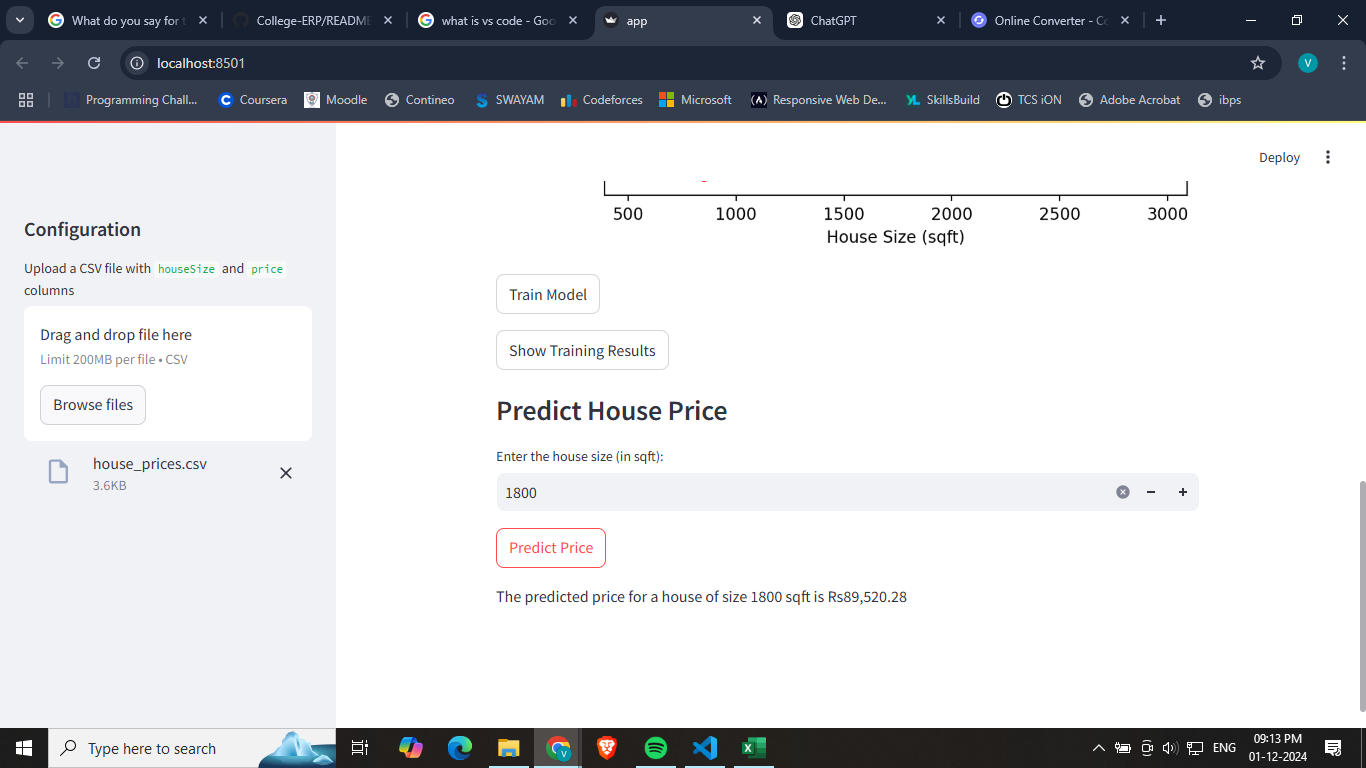 What do you say for t
College-ERP/README
what is vs code - Goo
app
ChatGPT
Online Converter - Co
localhost:8501
V
Programming Chall...
Coursera
Moodle
Contineo
SWAYAM
Codeforces
Microsoft
Responsive Web De...
SkillsBuild
TCS iON
Adobe Acrobat
ibps
Deploy
500 1000 1500 2000 2500 3000
House Size (sqft)
Configuration
Upload a CSV file with houseSize and price
columns
Drag and drop file here
Limit 200MB per file • CSV
Browse files
house_prices.csv
3.6KB
Train Model
Show Training Results
Predict House Price
Enter the house size (in sqft):
1800
Predict Price
The predicted price for a house of size 1800 sqft is Rs89,520.28
Type here to search
ENG
09:13 PM
01-12-2024